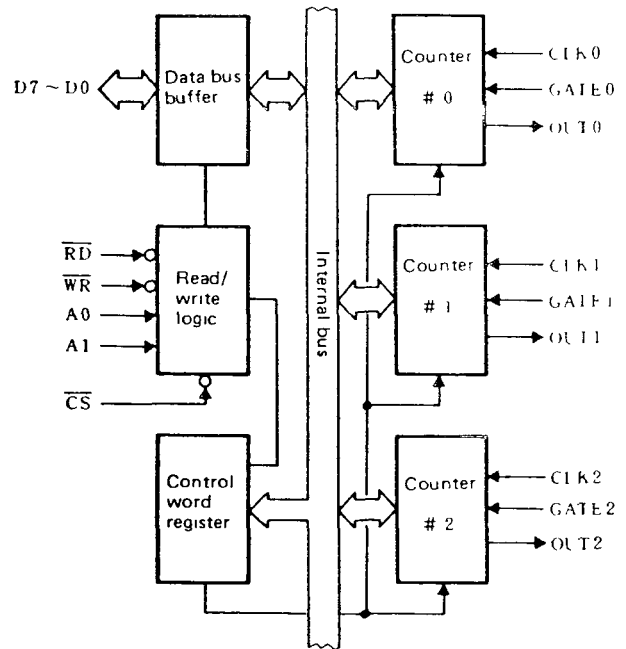 D7 ~ D0
Data bus
buffer
Counter
# 0
CLK0
GATE0
OUT0
RD
WR
A0
A1
CS
Read/
write
logic
Internal bus
Counter
# 1
CLK1
GATE1
OUT1
Control
word
register
Counter
# 2
CLK2
GATE2
OUT2